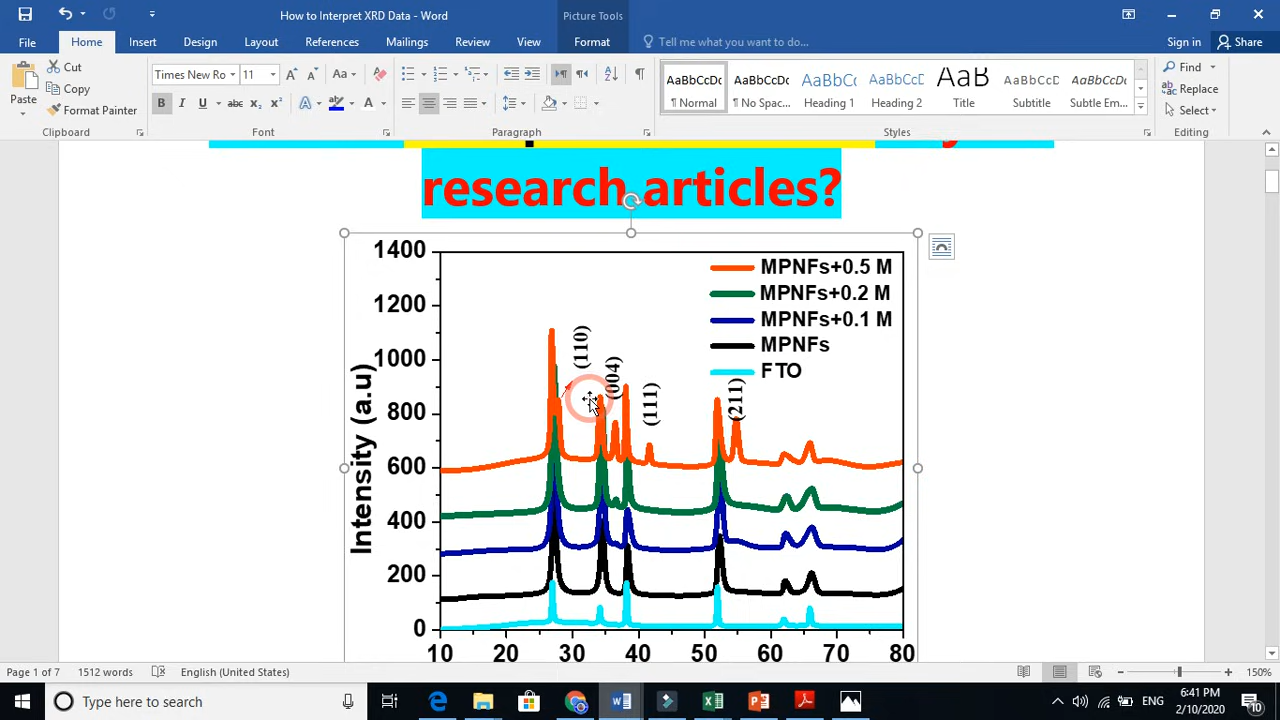 How to Interpret XRD Data - Word
Picture Tools
File Home Insert Design Layout References Mailings Review View Format Tell me what you want to do... Sign in Share
Paste
Cut
Copy
Format Painter
Clipboard
Times New Ro 11
Font
Paragraph
AaBbCcDc AaBbCcDc AaBbCc AaBbCcC AaB AaBbCcC AaBbCcDc
¶ Normal ¶ No Spac... Heading 1 Heading 2 Title Subtitle Subtle Em...
Styles
Find
Replace
Select
Editing
research articles?
MPNFs+0.5 M
MPNFs+0.2 M
MPNFs+0.1 M
MPNFs
FTO
(110)
(004)
(111)
(211)
Intensity (a.u)
1400
1200
1000
800
600
400
200
0
10 20 30 40 50 60 70 80
Page 1 of 7 1512 words English (United States) 150%
Type here to search
ENG
6:41 PM
2/10/2020
10